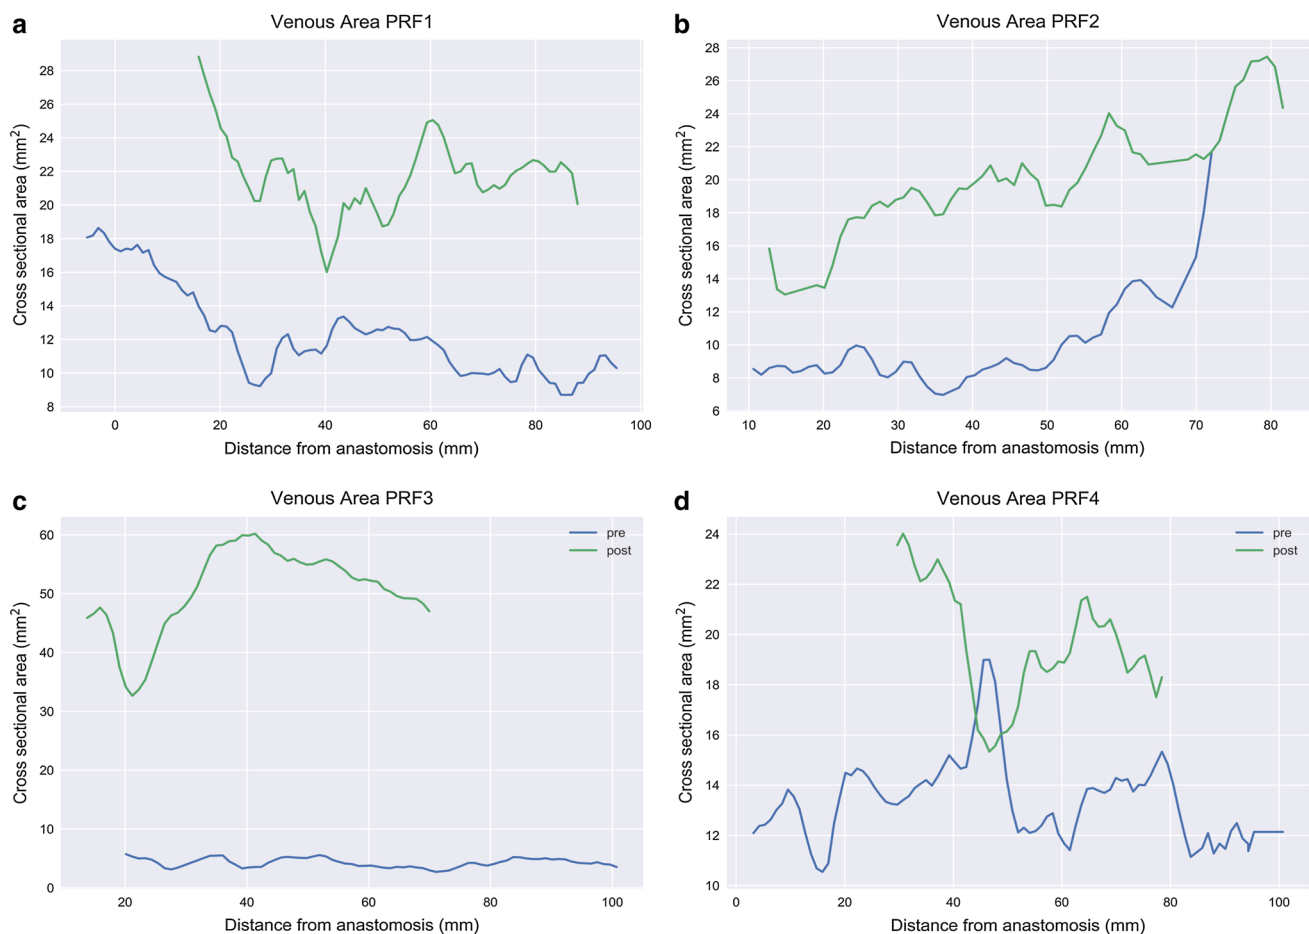 a
Venous Area PRF1
Cross sectional area (mm²)
28
26
24
22
20
18
16
14
12
10
8
0 20 40 60 80 100
Distance from anastomosis (mm)
b
Venous Area PRF2
Cross sectional area (mm²)
28
26
24
22
20
18
16
14
12
10
8
6
10 20 30 40 50 60 70 80
Distance from anastomosis (mm)
c
Venous Area PRF3
pre
post
Cross sectional area (mm²)
60
50
40
30
20
10
0
20 40 60 80 100
Distance from anastomosis (mm)
d
Venous Area PRF4
pre
post
Cross sectional area (mm²)
24
22
20
18
16
14
12
10
0 20 40 60 80 100
Distance from anastomosis (mm)